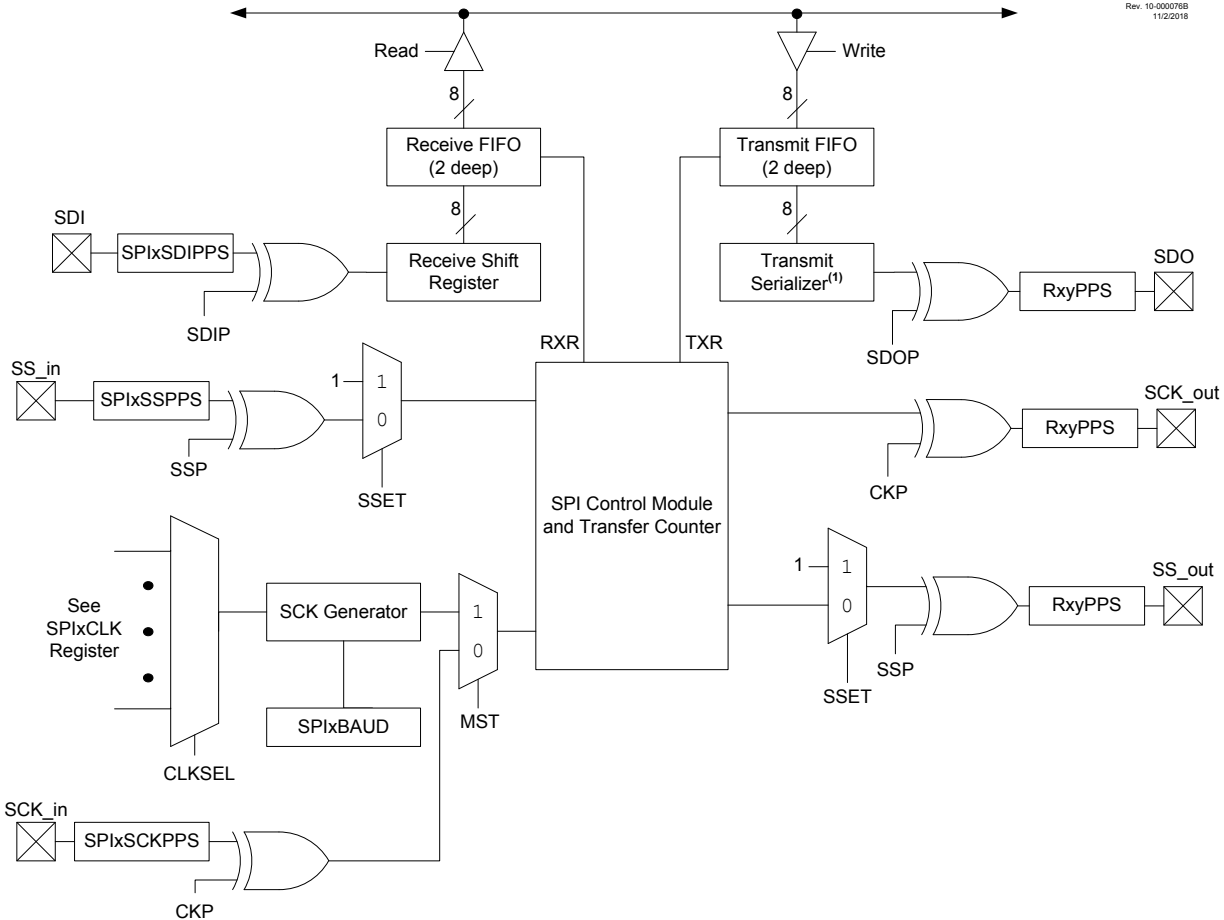 Rev. 10-000076B
11/2/2018
Read
Write
8
8
Receive FIFO
(2 deep)
Transmit FIFO
(2 deep)
8
8
SDI
SPIxSDIPPS
SDIP
Receive Shift
Register
Transmit
Serializer(1)
SDOP
RxyPPS
SDO
RXR
TXR
SS_in
SPIxSSPPS
SSP
1
1
0
SSET
SPI Control Module
and Transfer Counter
CKP
RxyPPS
SCK_out
See
SPIxCLK
Register
CLKSEL
SCK Generator
SPIxBAUD
1
0
MST
1
1
0
SSET
SSP
RxyPPS
SS_out
SCK_in
SPIxSCKPPS
CKP